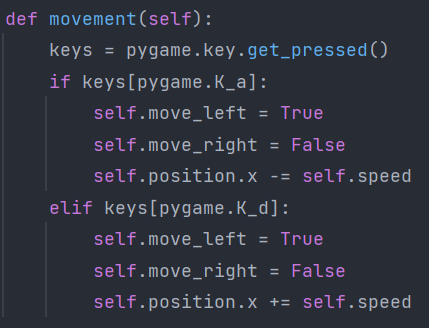 def movement(self):
    keys = pygame.key.get_pressed()
    if keys[pygame.K_a]:
        self.move_left = True
        self.move_right = False
        self.position.x -= self.speed
    elif keys[pygame.K_d]:
        self.move_left = True
        self.move_right = False
        self.position.x += self.speed